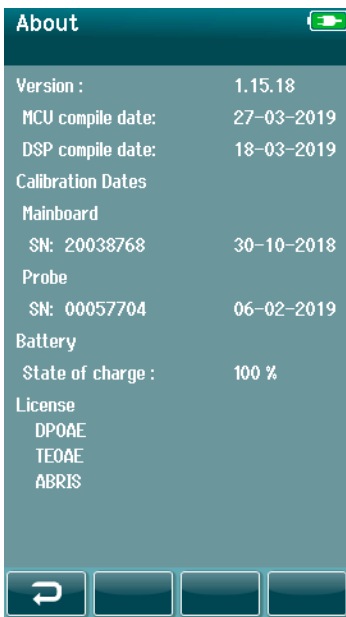 About
Version : 1.15.18
MCU compile date: 27-03-2019
DSP compile date: 18-03-2019
Calibration Dates
Mainboard
SN: 20038768 30-10-2018
Probe
SN: 00057704 06-02-2019
Battery
State of charge : 100 %
License
DPOAE
TEOAE
ABRIS